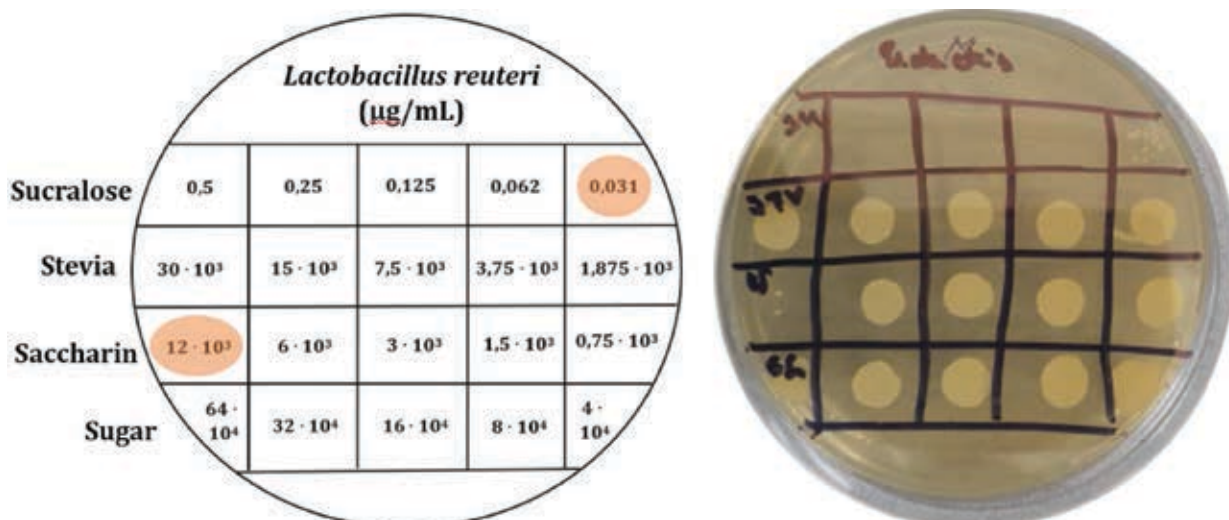 Lactobacillus reuteri
(µg/mL)
Sucralose 0,5 0,25 0,125 0,062 0,031
Stevia 30 · 10³ 15 · 10³ 7,5 · 10³ 3,75 · 10³ 1,875 · 10³
Saccharin 12 · 10³ 6 · 10³ 3 · 10³ 1,5 · 10³ 0,75 · 10³
Sugar 64 · 10⁴ 32 · 10⁴ 16 · 10⁴ 8 · 10⁴ 4 · 10⁴